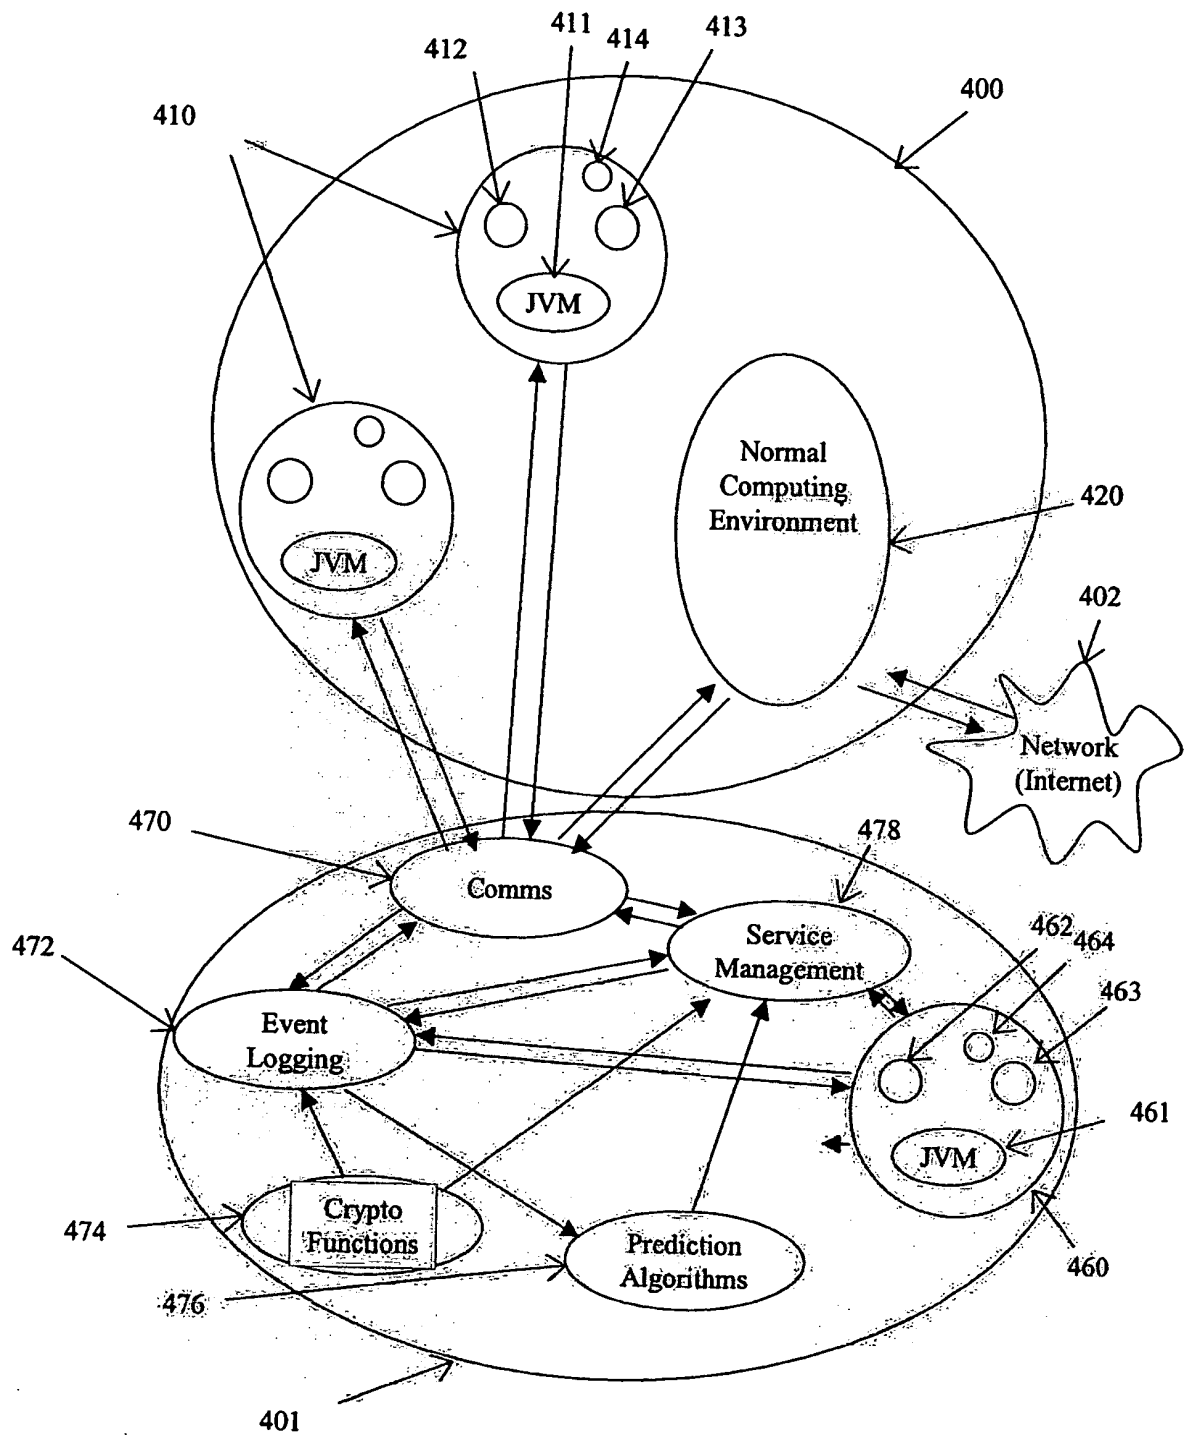 411
412
414
413
400
410
JVM
Normal
Computing
Environment
420
JVM
402
Network
(Internet)
470
478
Comms
462
464
472
Service
Management
463
Event
Logging
461
JVM
474
Crypto
Functions
Prediction
Algorithms
460
476
401